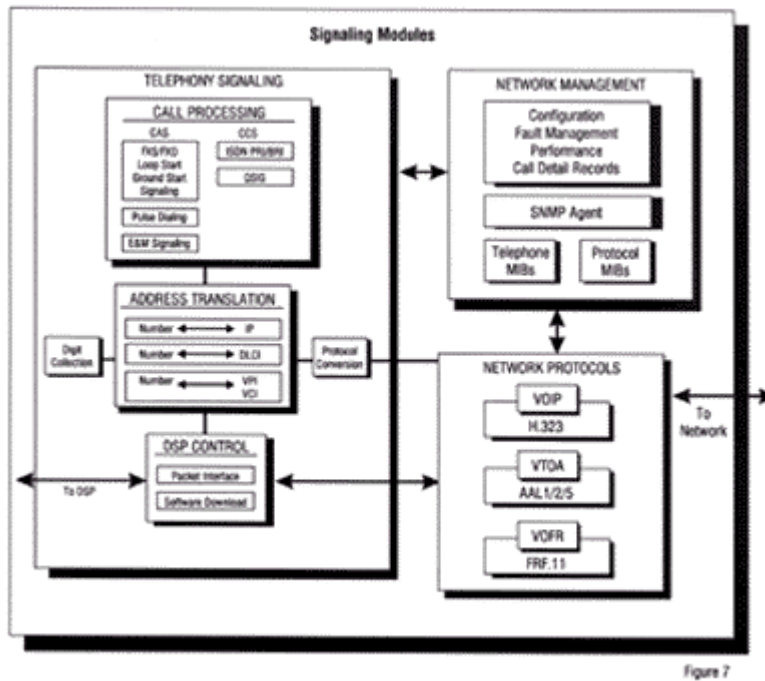 Signaling Modules
TELEPHONY SIGNALING
CALL PROCESSING
CAS
FXS/FXO
Loop Start
Ground Start
Signaling
Pulse Dialing
E&M Signaling
CCS
ISDN PRI/BRI
QSIG
ADDRESS TRANSLATION
Number IP
Number DLCI
Number VPI
VCI
Digit
Collection
Protocol
Conversion
DSP CONTROL
Packet Interface
Software Download
To DSP
NETWORK MANAGEMENT
Configuration
Fault Management
Performance
Call Detail Records
SNMP Agent
Telephone
MIBs
Protocol
MIBs
NETWORK PROTOCOLS
VOIP
H.323
VTOA
AAL1/2/5
VOFR
FRF.11
To
Network
Figure 7